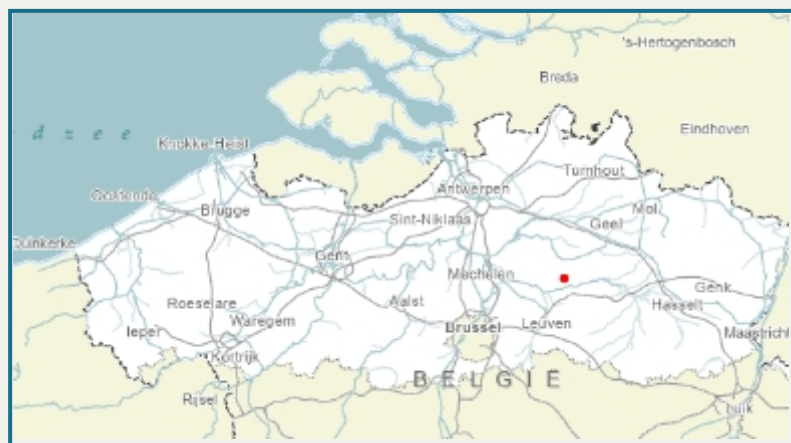 's-Hertogenbosch
Breda
dzee
Eindhoven
Knokke-Heist
Turnhout
Oostende
Antwerpen
Mol
Brugge
Sint-Niklaas
Geel
Duinkerke
Gent
Mechelen
Genk
Roeselare
Aalst
Hasselt
Ieper
Waregem
Brussel
Leuven
Maastricht
Kortrijk
BELGIË
Rijsel
Luik